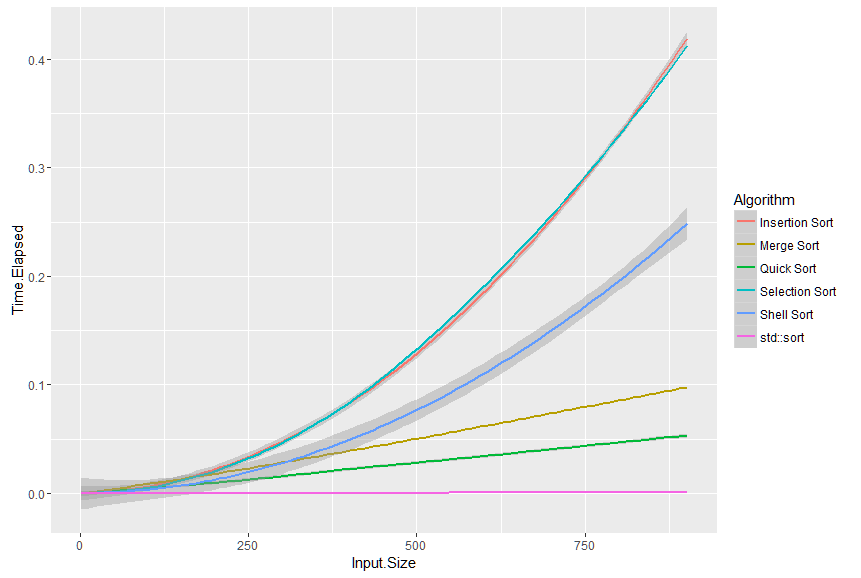 0.4
0.3
0.2
0.1
0.0
Time.Elapsed
0
250
500
750
Input.Size
Algorithm
Insertion Sort
Merge Sort
Quick Sort
Selection Sort
Shell Sort
std::sort